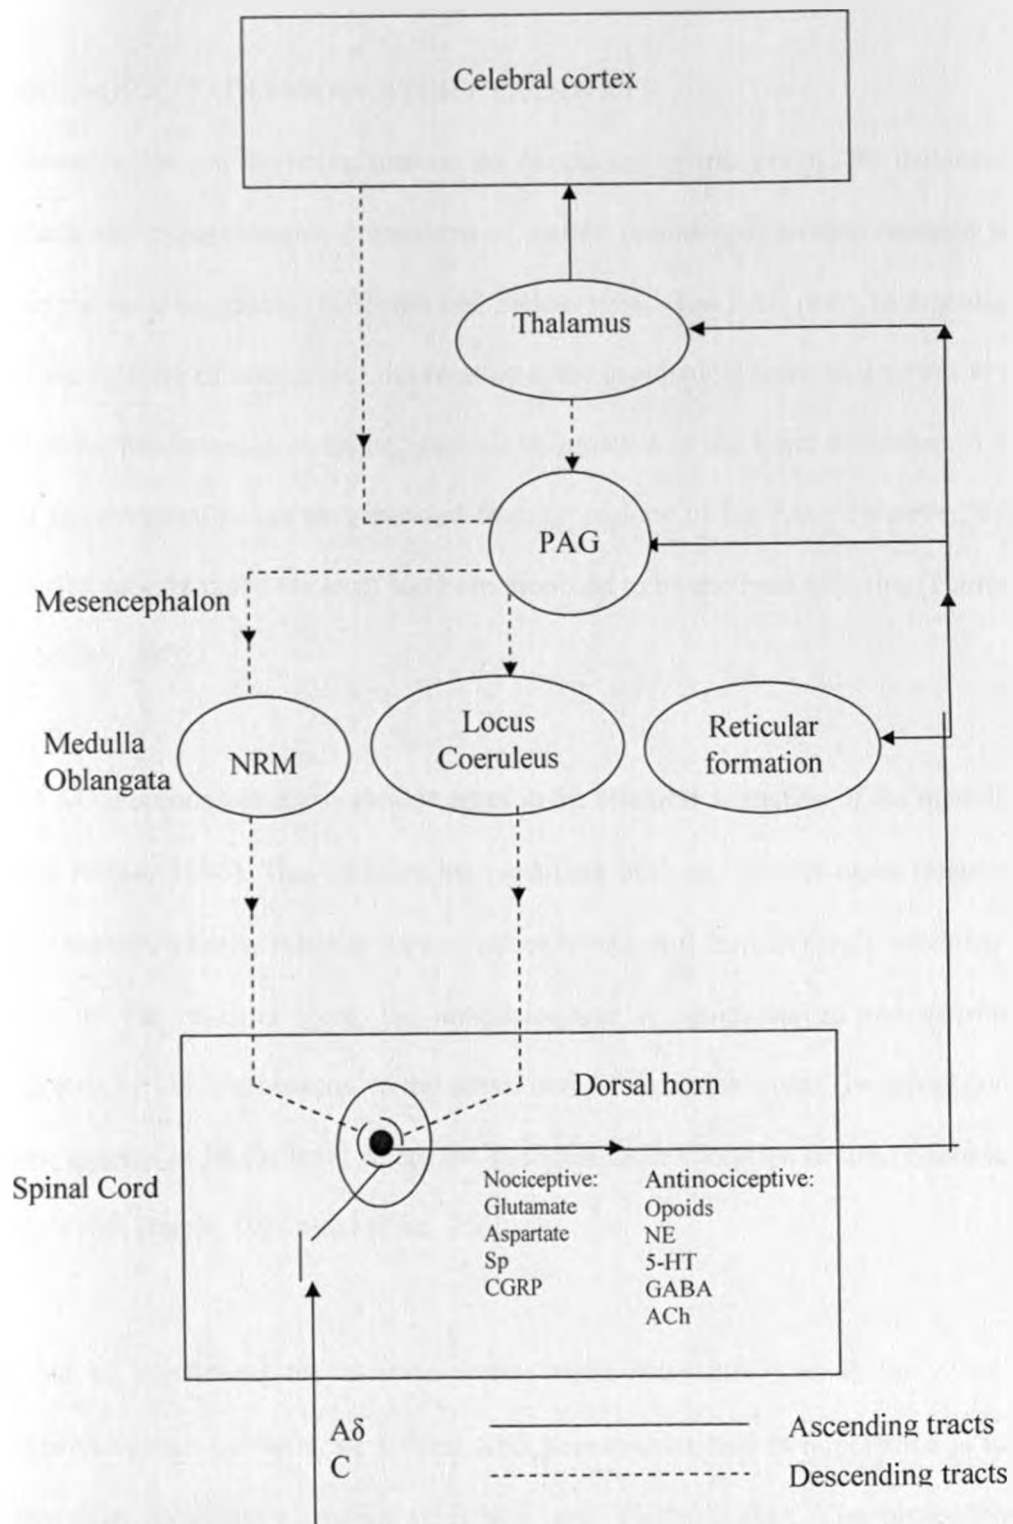 Celebral cortex
Thalamus
PAG
Mesencephalon
Medulla
Oblangata
NRM
Locus
Coeruleus
Reticular
formation
Dorsal horn
Spinal Cord
Nociceptive:
Glutamate
Aspartate
Sp
CGRP
Antinociceptive:
Opoids
NE
5-HT
GABA
ACh
Aδ
C
Ascending tracts
Descending tracts